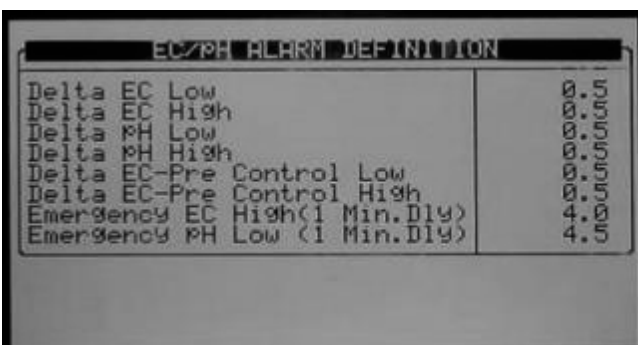 EC/PH ALARM DEFINITION
Delta EC Low 0.5
Delta EC High 0.5
Delta PH Low 0.5
Delta PH High 0.5
Delta EC-Pre Control Low 0.5
Delta EC-Pre Control High 0.5
Emergency EC High(1 Min.Dly) 4.0
Emergency PH Low (1 Min.Dly) 4.5